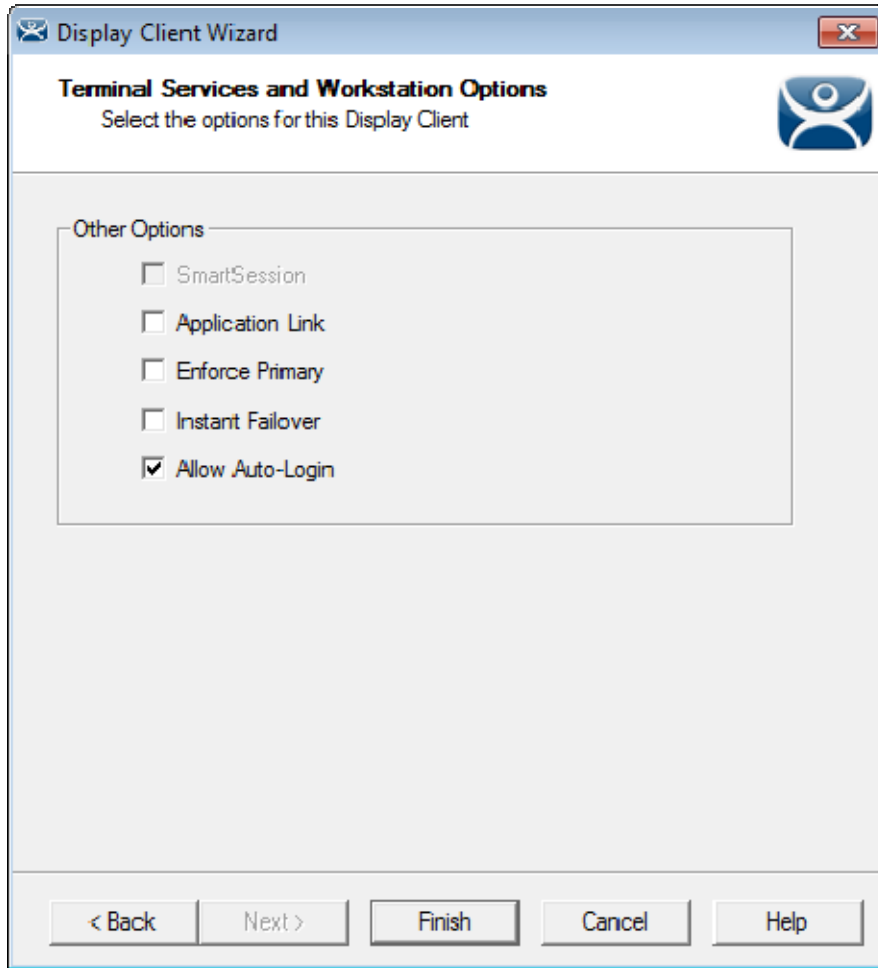 Display Client Wizard
Terminal Services and Workstation Options
Select the options for this Display Client
Other Options
SmartSession
Application Link
Enforce Primary
Instant Failover
Allow Auto-Login
< Back Next > Finish Cancel Help